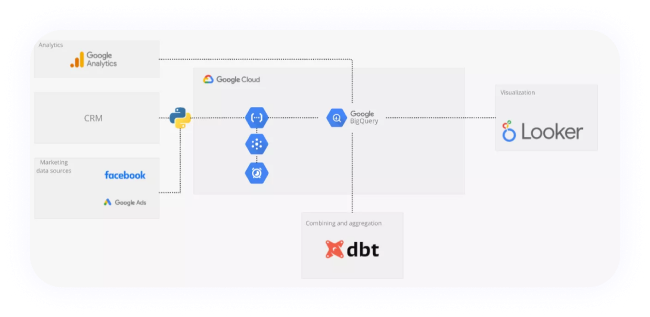 Analytics
Google
Analytics
Google Cloud
CRM
Google
BigQuery
Visualization
Looker
Marketing
data sources
facebook
Google Ads
Combining and aggregation
dbt